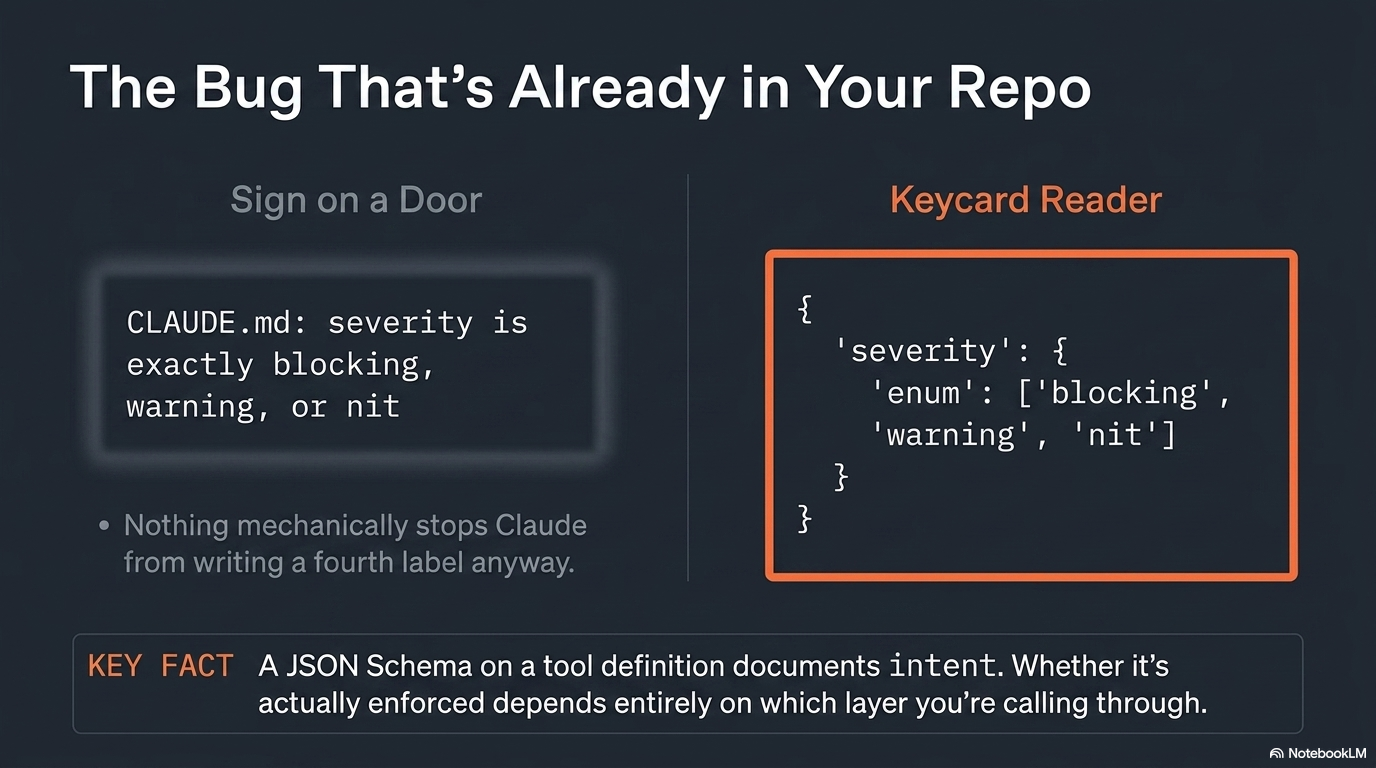 The Bug That's Already in Your Repo
Sign on a Door
CLAUDE.md: severity is
exactly blocking,
warning, or nit
• Nothing mechanically stops Claude
from writing a fourth label anyway.
Keycard Reader
{
  'severity': {
    'enum': ['blocking',
    'warning', 'nit']
  }
}
KEY FACT A JSON Schema on a tool definition documents intent. Whether it's
actually enforced depends entirely on which layer you're calling through.
NotebookLM